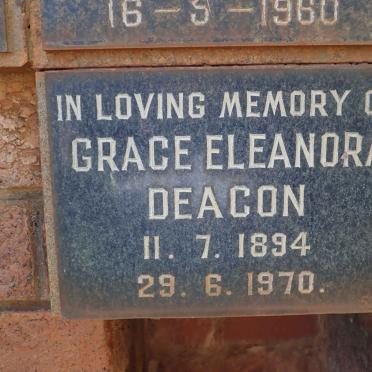 16 - 3 - 1960
IN LOVING MEMORY O
GRACE ELEANORA
DEACON
11. 7. 1894
29. 6. 1970.